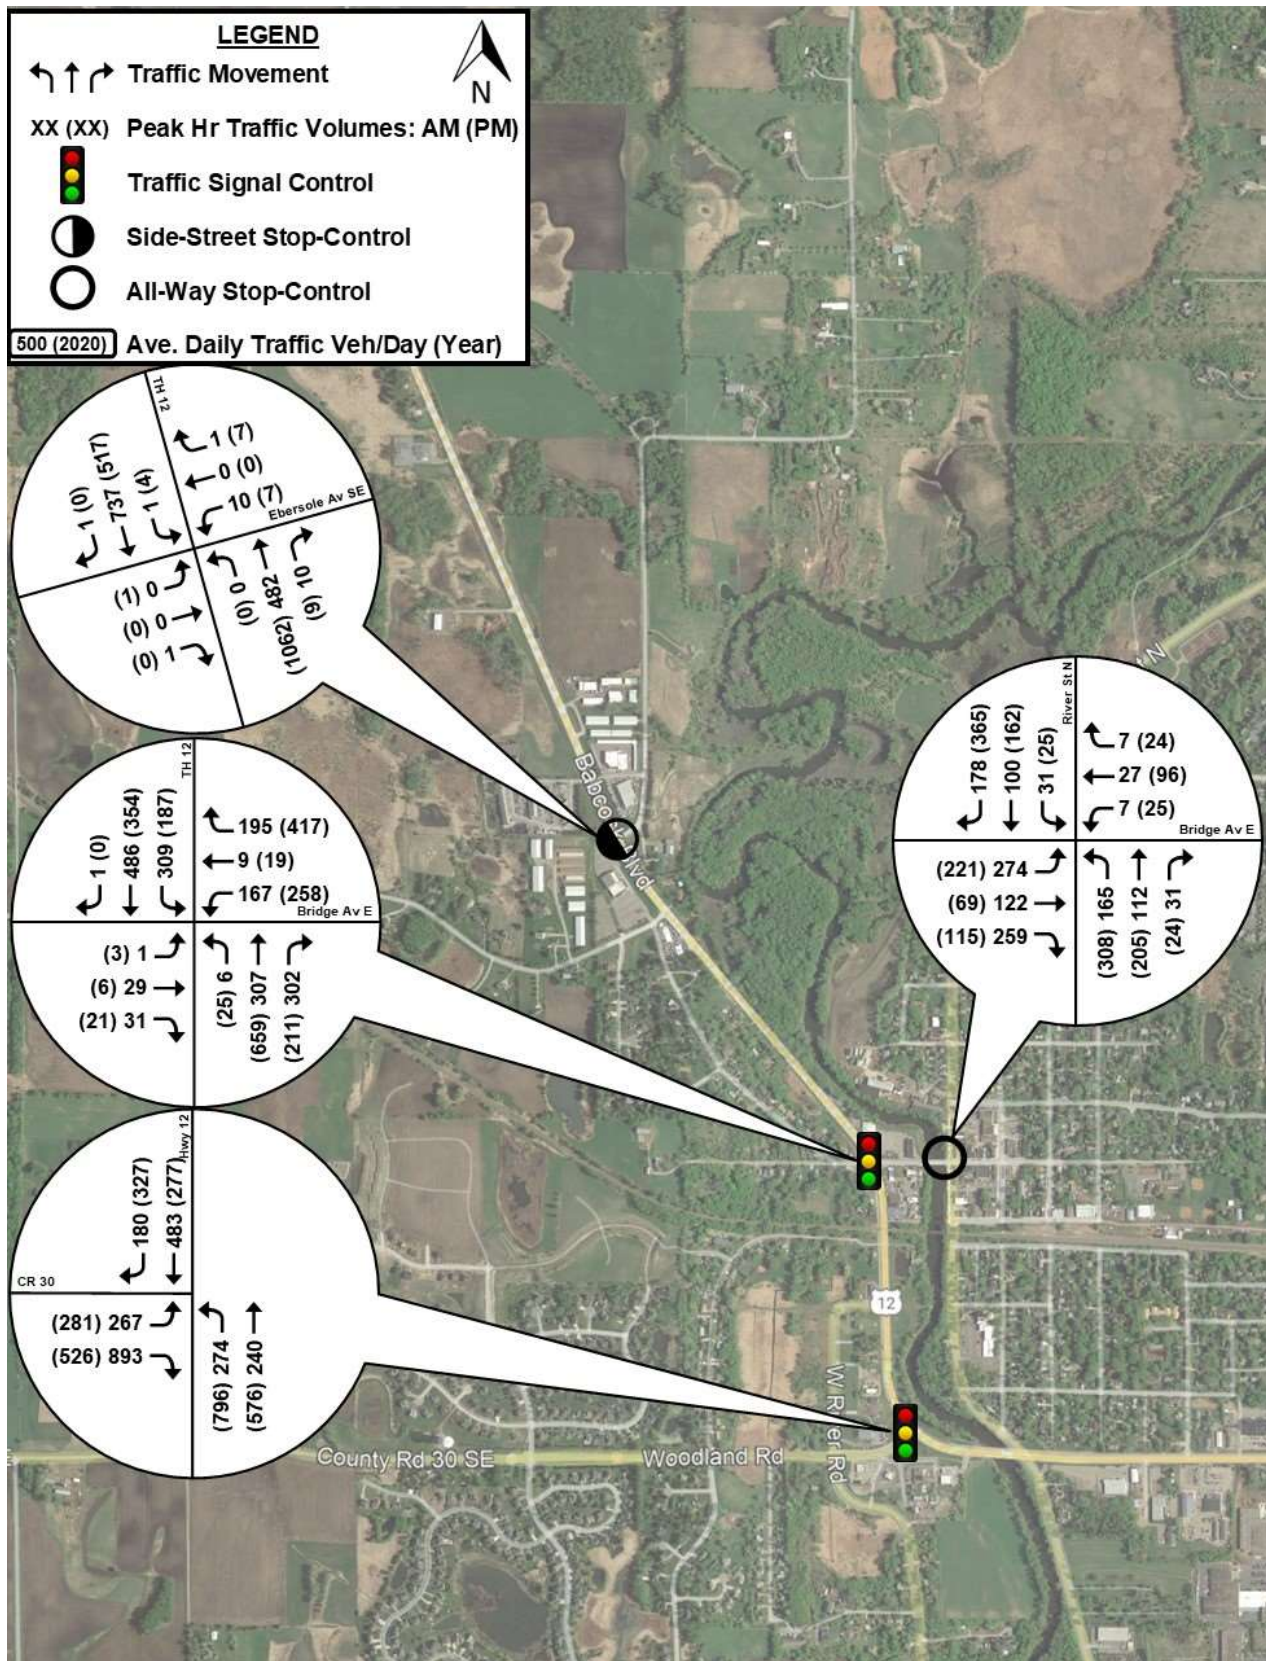 LEGEND
N
Traffic Movement
XX (XX) Peak Hr Traffic Volumes: AM (PM)
Traffic Signal Control
Side-Street Stop-Control
All-Way Stop-Control
500 (2020) Ave. Daily Traffic Veh/Day (Year)
TH 12
1 (0)
737 (517)
1 (4)
1 (7)
0 (0)
10 (7)
Ebersole Av SE
(1) 0
(0) 0
(0) 1
(0) 0
(1062) 482
(9) 10
TH 12
1 (0)
486 (354)
309 (187)
195 (417)
9 (19)
167 (258)
Bridge Av E
(3) 1
(6) 29
(21) 31
(25) 6
(659) 307
(211) 302
River St N
178 (365)
100 (162)
31 (25)
7 (24)
27 (96)
7 (25)
Bridge Av E
(221) 274
(69) 122
(115) 259
(308) 165
(205) 112
(24) 31
Hwy 12
180 (327)
483 (277)
CR 30
(281) 267
(526) 893
(796) 274
(576) 240
t N
12
W River Rd
County Rd 30 SE
Woodland Rd